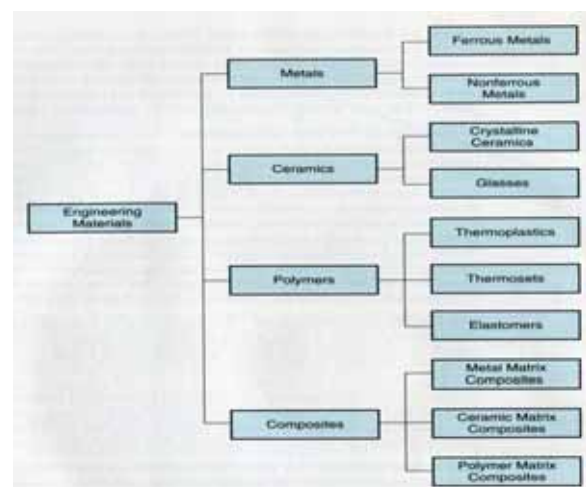 Engineering
Materials
Metals
Ferrous Metals
Nonferrous
Metals
Ceramics
Crystalline
Ceramics
Glasses
Polymers
Thermoplastics
Thermosets
Elastomers
Composites
Metal Matrix
Composites
Ceramic Matrix
Composites
Polymer Matrix
Composites